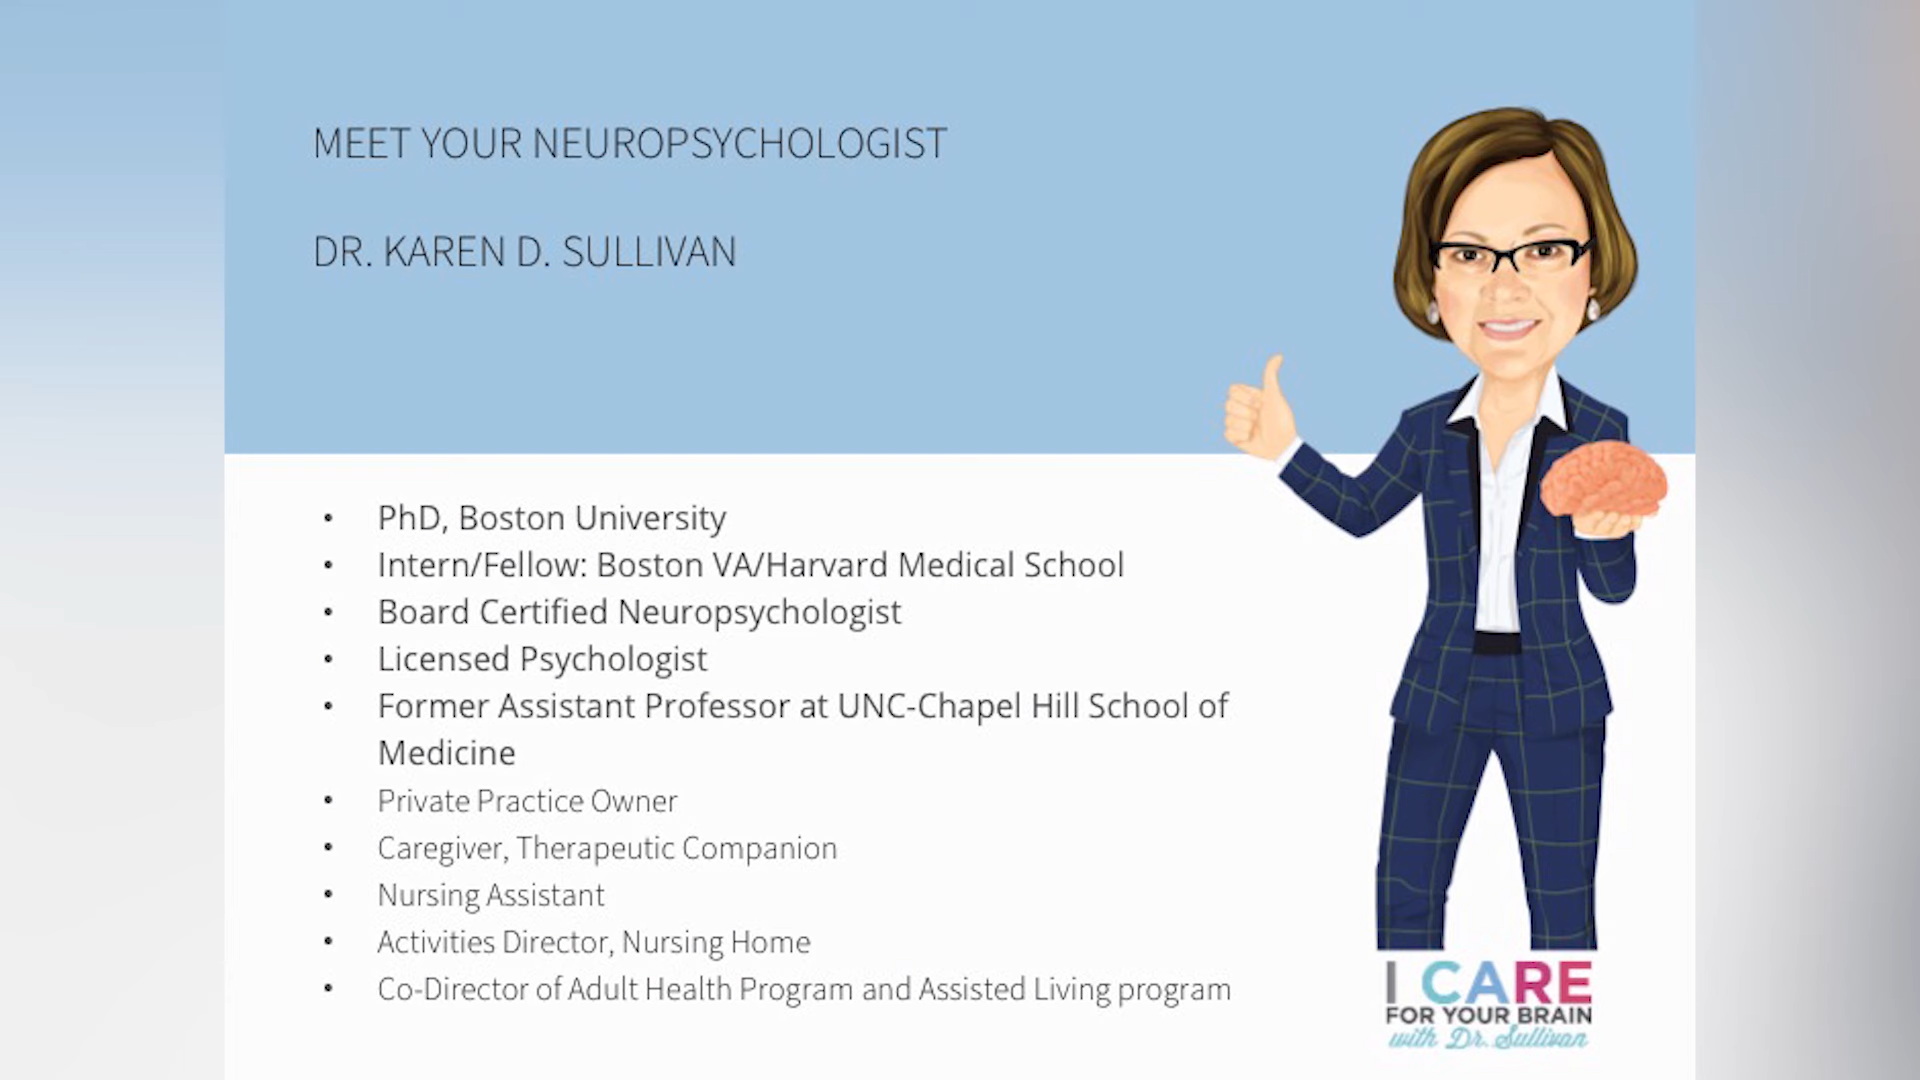 MEET YOUR NEUROPSYCHOLOGIST
DR. KAREN D. SULLIVAN
• PhD, Boston University
• Intern/Fellow: Boston VA/Harvard Medical School
• Board Certified Neuropsychologist
• Licensed Psychologist
• Former Assistant Professor at UNC-Chapel Hill School of
Medicine
• Private Practice Owner
• Caregiver, Therapeutic Companion
• Nursing Assistant
• Activities Director, Nursing Home
• Co-Director of Adult Health Program and Assisted Living program
I CARE
FOR YOUR BRAIN
with Dr. Sullivan